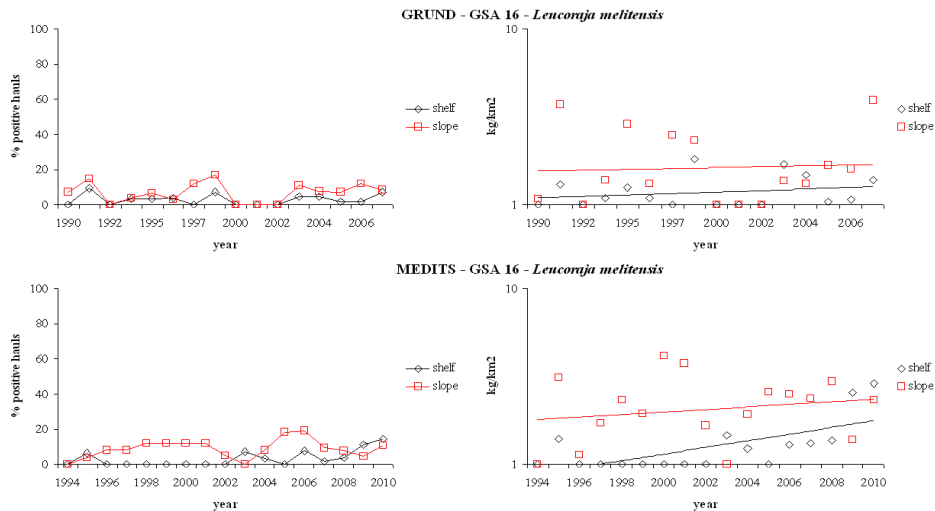 GRUND - GSA 16 - Leucoraja melitensis
100
80
60
40
20
0
% positive hauls
1990 1992 1995 1997 2000 2002 2004 2006
year
shelf
slope
10
1
kg/km2
1990 1992 1995 1997 2000 2002 2004 2006
year
shelf
slope
MEDITS - GSA 16 - Leucoraja melitensis
100
80
60
40
20
0
% positive hauls
1994 1996 1998 2000 2002 2004 2006 2008 2010
year
shelf
slope
10
1
kg/km2
1994 1996 1998 2000 2002 2004 2006 2008 2010
year
shelf
slope